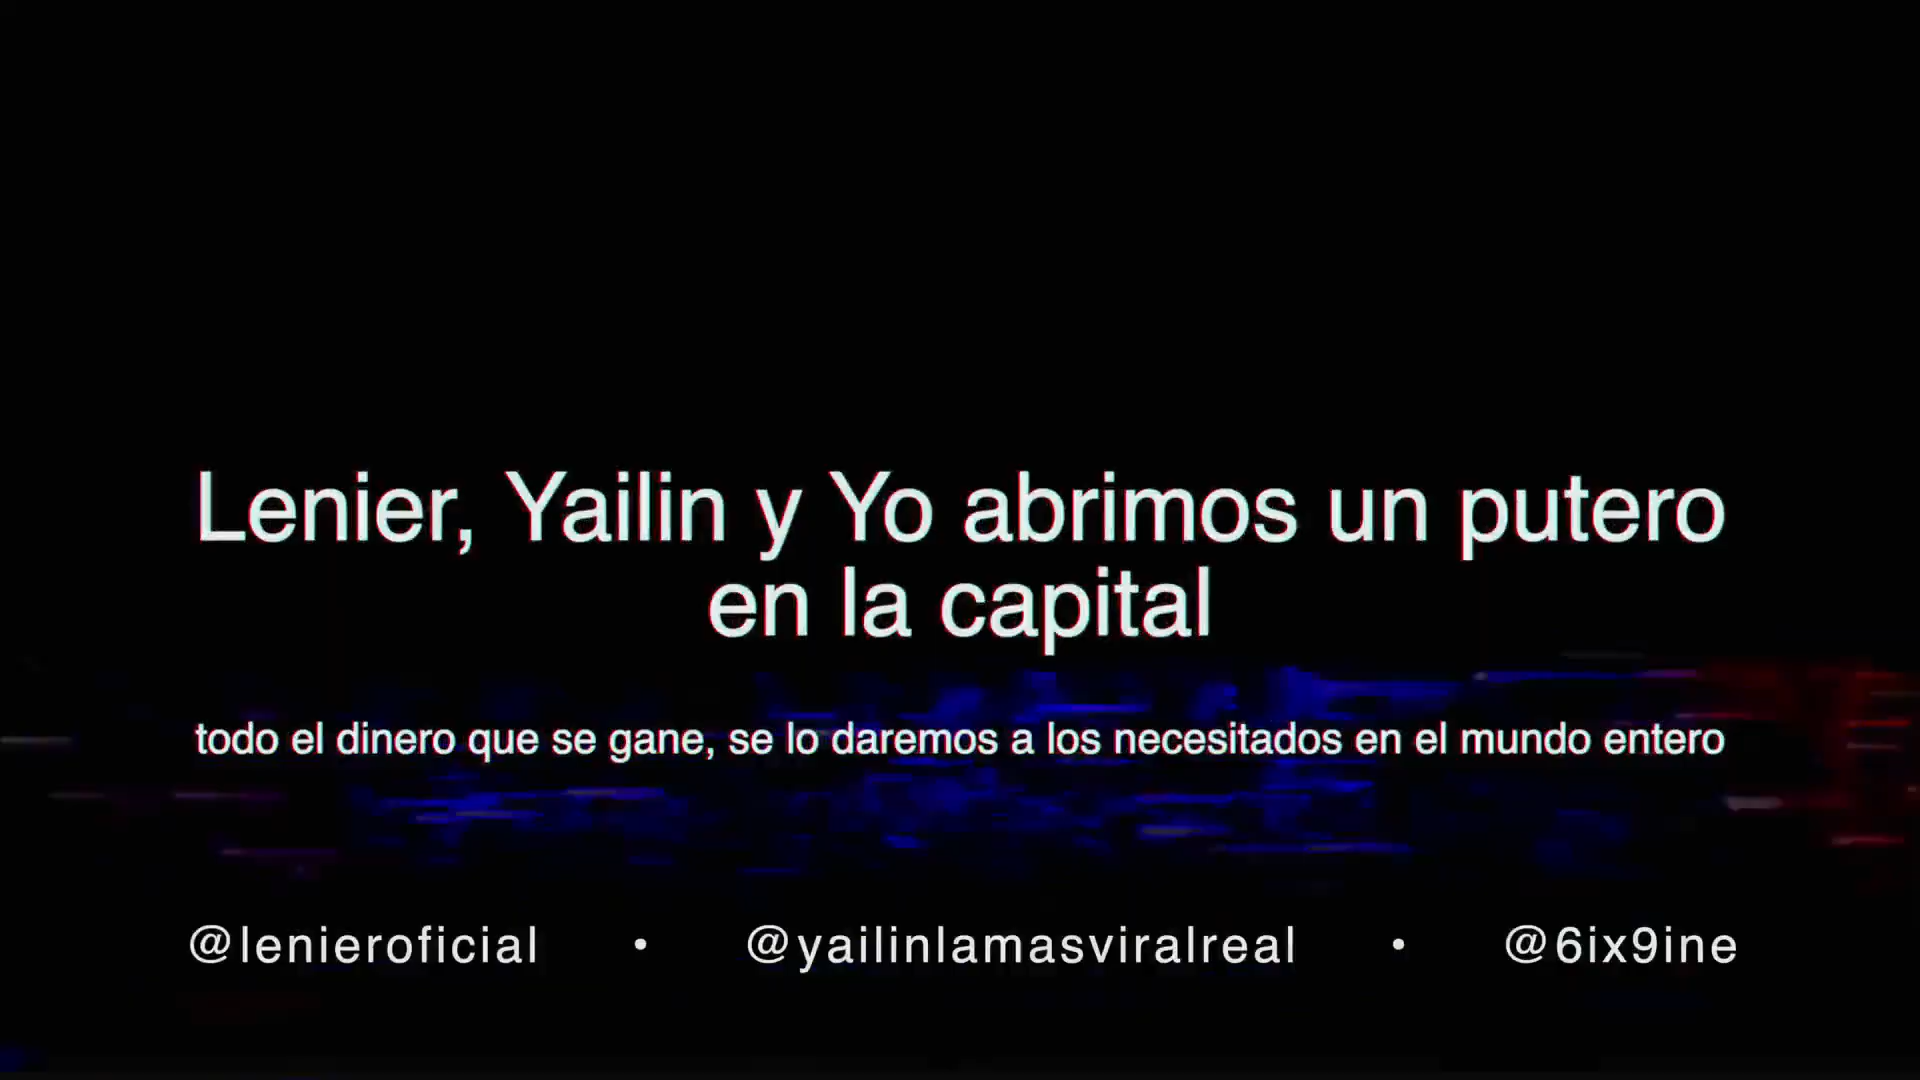 Lenier, Yailin y Yo abrimos un putero
en la capital
todo el dinero que se gane, se lo daremos a los necesitados en el mundo entero
@lenieroficial • @yailinlamasviralreal • @6ix9ine